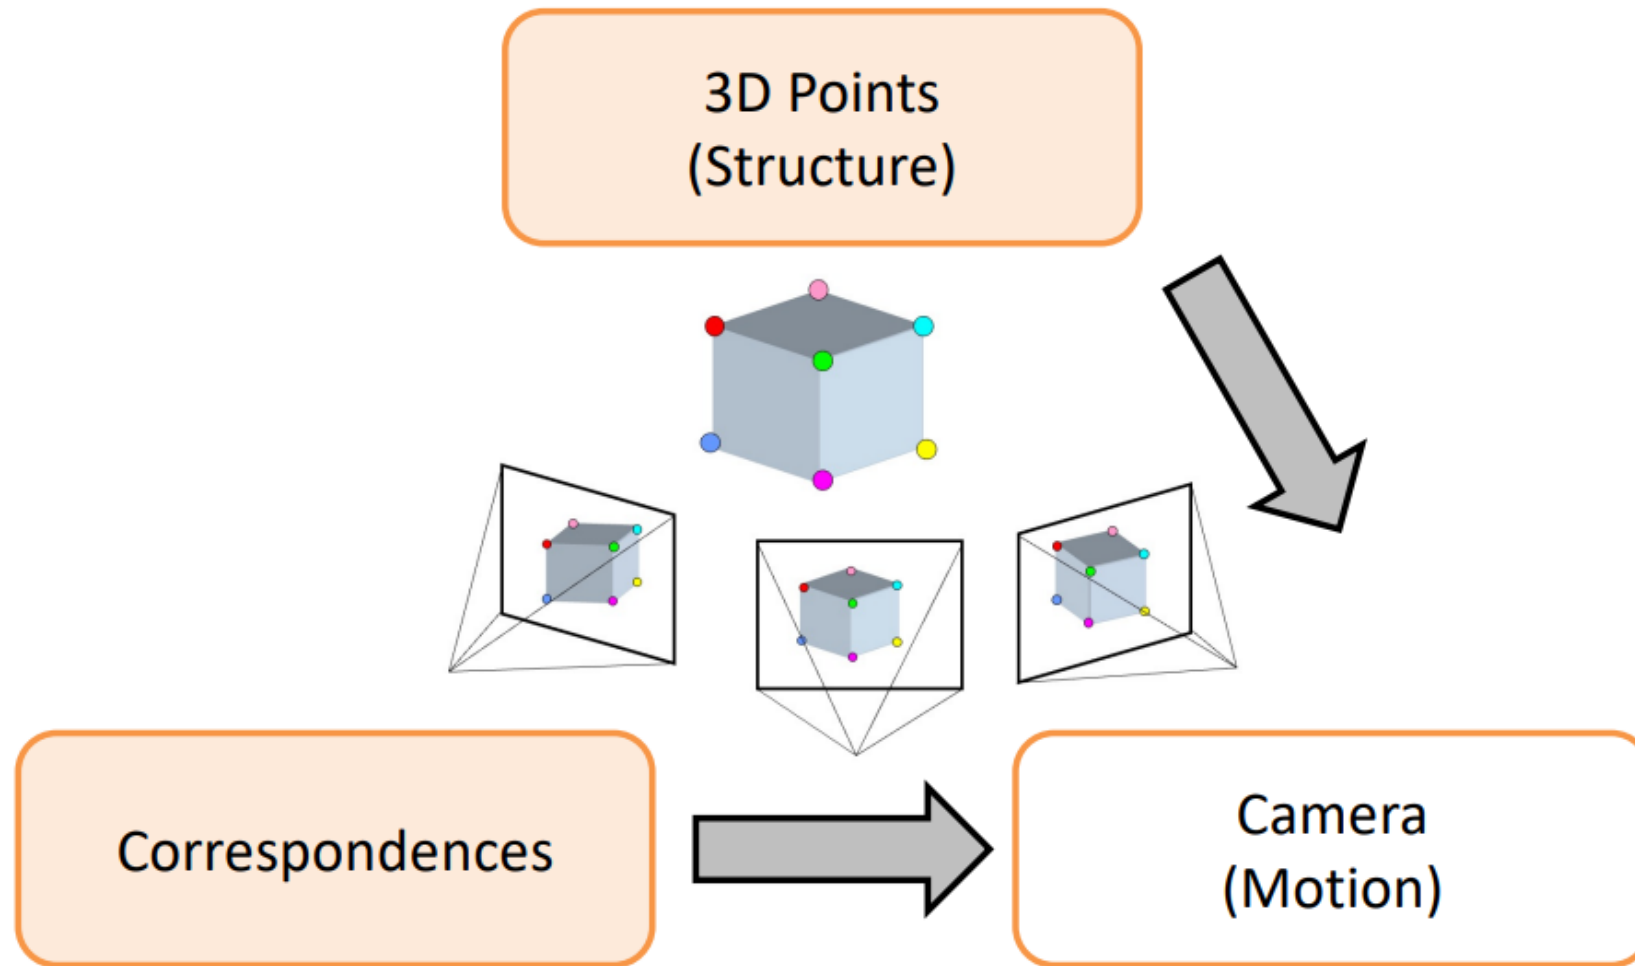 3D Points
(Structure)
Correspondences
Camera
(Motion)